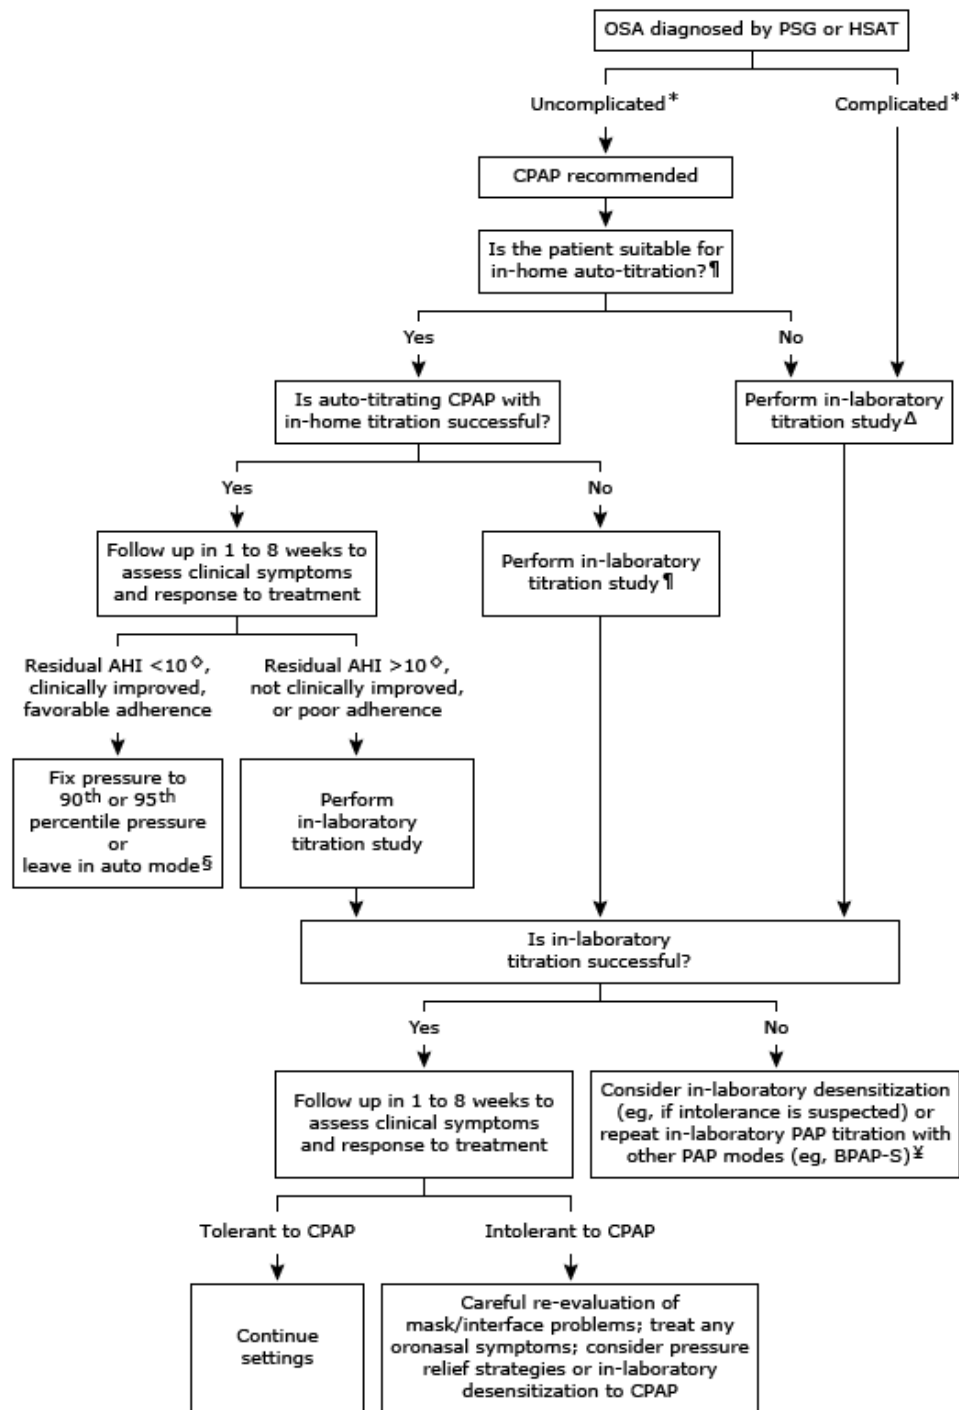 OSA diagnosed by PSG or HSAT
Uncomplicated*
Complicated*
CPAP recommended
Is the patient suitable for
in-home auto-titration?¶
Yes
No
Is auto-titrating CPAP with
in-home titration successful?
Perform in-laboratory
titration studyΔ
Yes
No
Follow up in 1 to 8 weeks to
assess clinical symptoms
and response to treatment
Perform in-laboratory
titration study¶
Residual AHI <10◇,
clinically improved,
favorable adherence
Residual AHI >10◇,
not clinically improved,
or poor adherence
Fix pressure to
90th or 95th
percentile pressure
or
leave in auto mode§
Perform
in-laboratory
titration study
Is in-laboratory
titration successful?
Yes
No
Follow up in 1 to 8 weeks to
assess clinical symptoms
and response to treatment
Consider in-laboratory desensitization
(eg, if intolerance is suspected) or
repeat in-laboratory PAP titration with
other PAP modes (eg, BPAP-S)¥
Tolerant to CPAP
Intolerant to CPAP
Continue
settings
Careful re-evaluation of
mask/interface problems; treat any
oronasal symptoms; consider pressure
relief strategies or in-laboratory
desensitization to CPAP